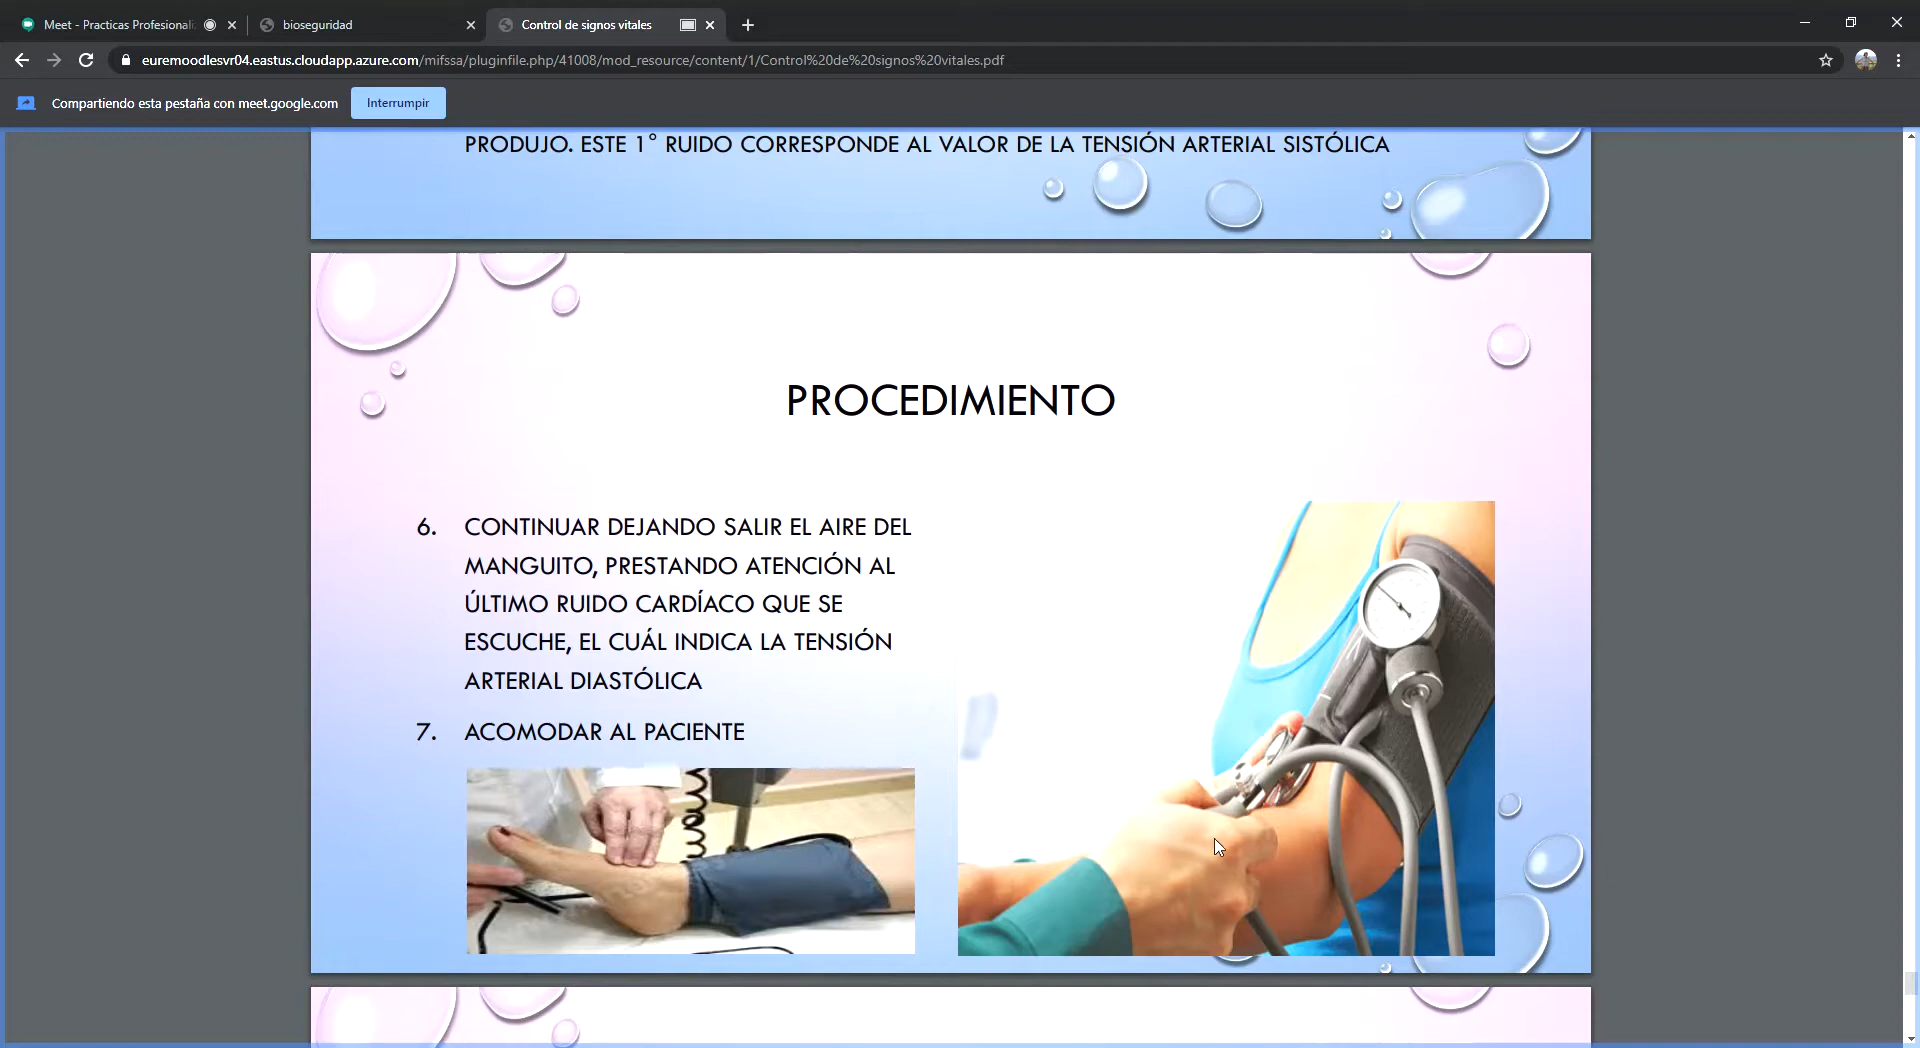 Meet - Practicas Profesional
bioseguridad
Control de signos vitales
euremoodlesvr04.eastus.cloudapp.azure.com/mifssa/pluginfile.php/41008/mod_resource/content/1/Control%20de%20signos%20vitales.pdf
Compartiendo esta pestaña con meet.google.com
Interrumpir
PRODUJO. ESTE 1° RUIDO CORRESPONDE AL VALOR DE LA TENSIÓN ARTERIAL SISTÓLICA
PROCEDIMIENTO
6. CONTINUAR DEJANDO SALIR EL AIRE DEL
MANGUITO, PRESTANDO ATENCIÓN AL
ÚLTIMO RUIDO CARDÍACO QUE SE
ESCUCHE, EL CUÁL INDICA LA TENSIÓN
ARTERIAL DIASTÓLICA
7. ACOMODAR AL PACIENTE